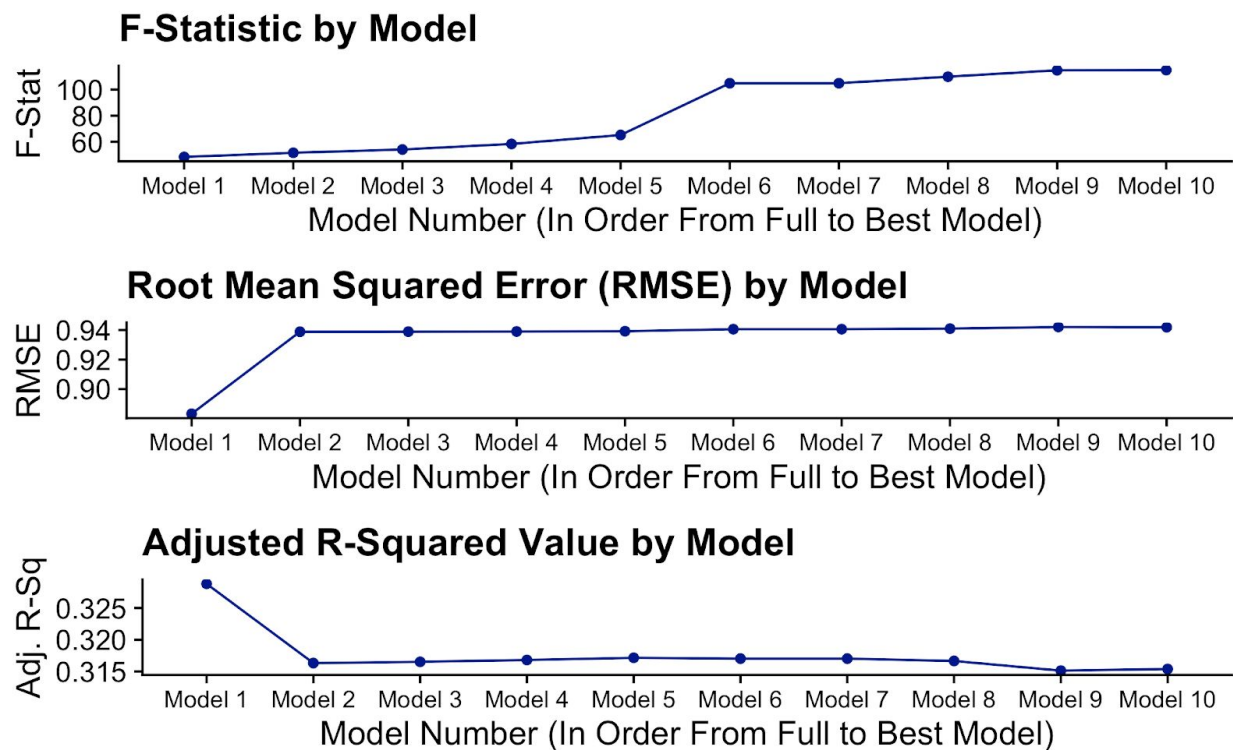 F-Statistic by Model
F-Stat
100
80
60
Model 1 Model 2 Model 3 Model 4 Model 5 Model 6 Model 7 Model 8 Model 9 Model 10
Model Number (In Order From Full to Best Model)
Root Mean Squared Error (RMSE) by Model
RMSE
0.94
0.92
0.90
Model 1 Model 2 Model 3 Model 4 Model 5 Model 6 Model 7 Model 8 Model 9 Model 10
Model Number (In Order From Full to Best Model)
Adjusted R-Squared Value by Model
Adj. R-Sq
0.325
0.320
0.315
Model 1 Model 2 Model 3 Model 4 Model 5 Model 6 Model 7 Model 8 Model 9 Model 10
Model Number (In Order From Full to Best Model)